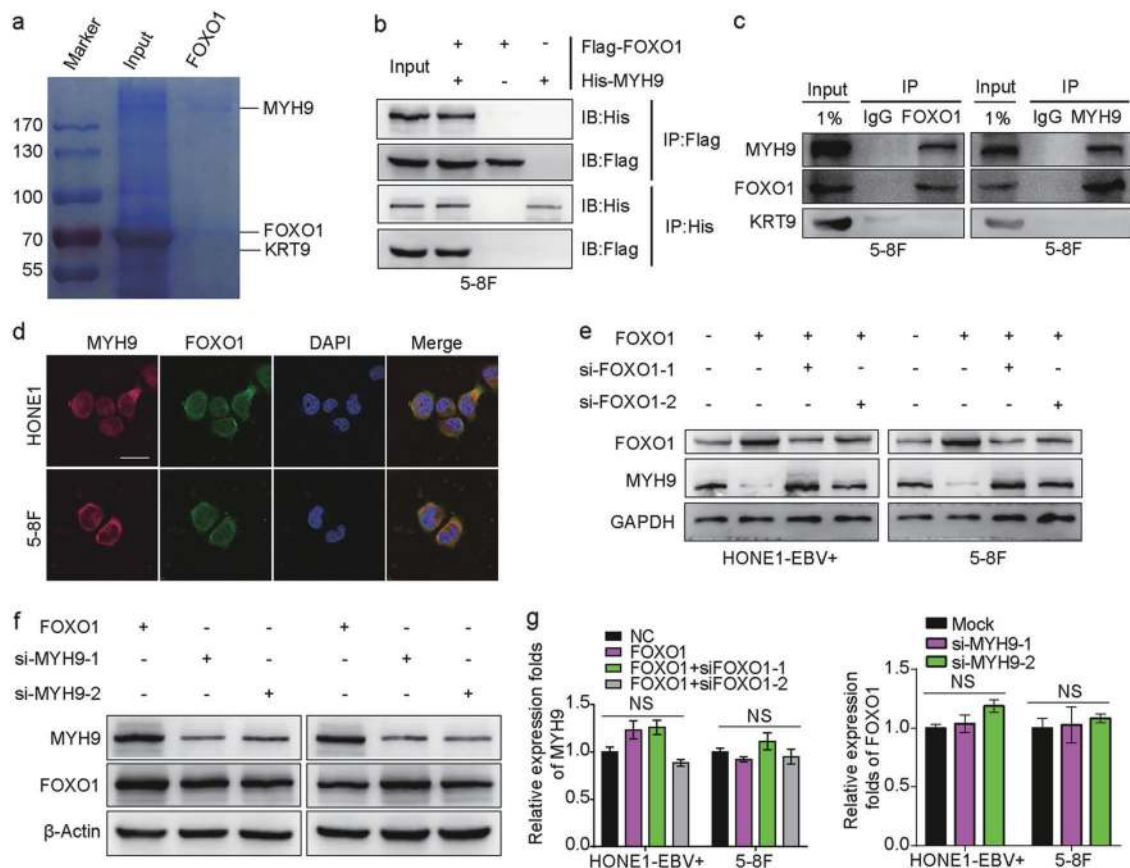 a
Marker
Input
FOXO1
MYH9
170
130
100
FOXO1
70
KRT9
55
b
+ + - Flag-FOXO1
Input
+ - + His-MYH9
IB:His
IP:Flag
IB:Flag
IB:His
IP:His
IB:Flag
5-8F
c
Input IP Input IP
1% IgG FOXO1 1% IgG MYH9
MYH9
FOXO1
KRT9
5-8F 5-8F
d
MYH9 FOXO1 DAPI Merge
HONE1
5-8F
e
FOXO1 - + + + - + + +
si-FOXO1-1 - - + - - - + -
si-FOXO1-2 - - - + - - - +
FOXO1
MYH9
GAPDH
HONE1-EBV+ 5-8F
f
FOXO1 + - - + - -
si-MYH9-1 - + - - + -
si-MYH9-2 - - + - - +
MYH9
FOXO1
β-Actin
g
NC
FOXO1
FOXO1+siFOXO1-1
FOXO1+siFOXO1-2
NS NS
Relative expression folds
of MYH9
1.5
1.0
0.5
0.0
HONE1-EBV+ 5-8F
Mock
si-MYH9-1
si-MYH9-2
NS NS
Relative expression
folds of FOXO1
1.5
1.0
0.5
0.0
HONE1-EBV+ 5-8F